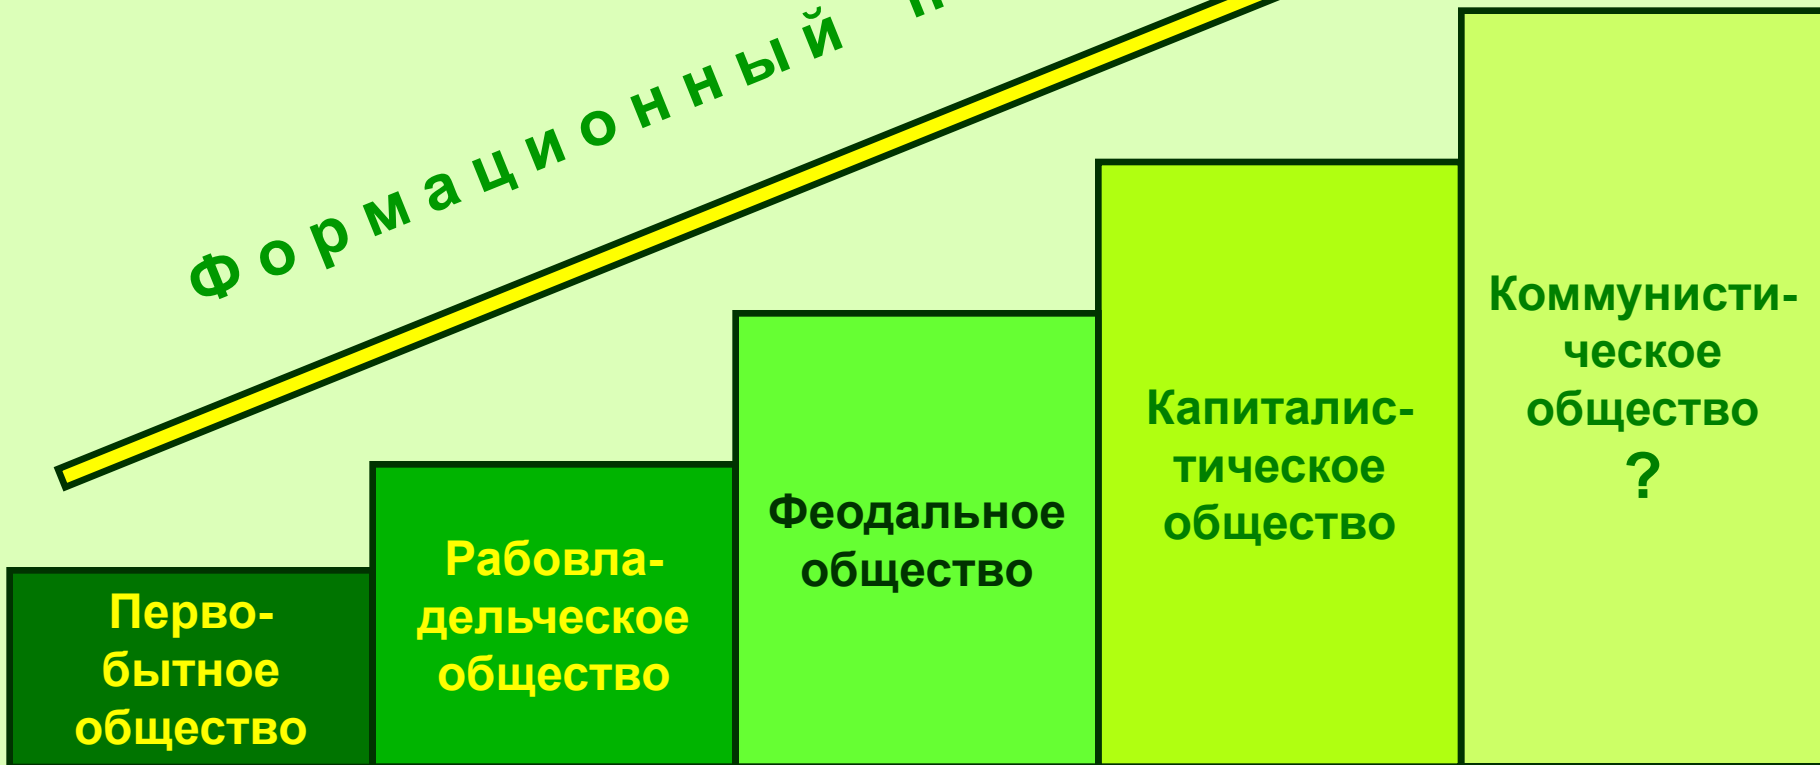 Формационный
Перво-
бытное
общество
Рабовла-
дельческое
общество
Феодальное
общество
Капиталис-
тическое
общество
Коммунисти-
ческое
общество
?